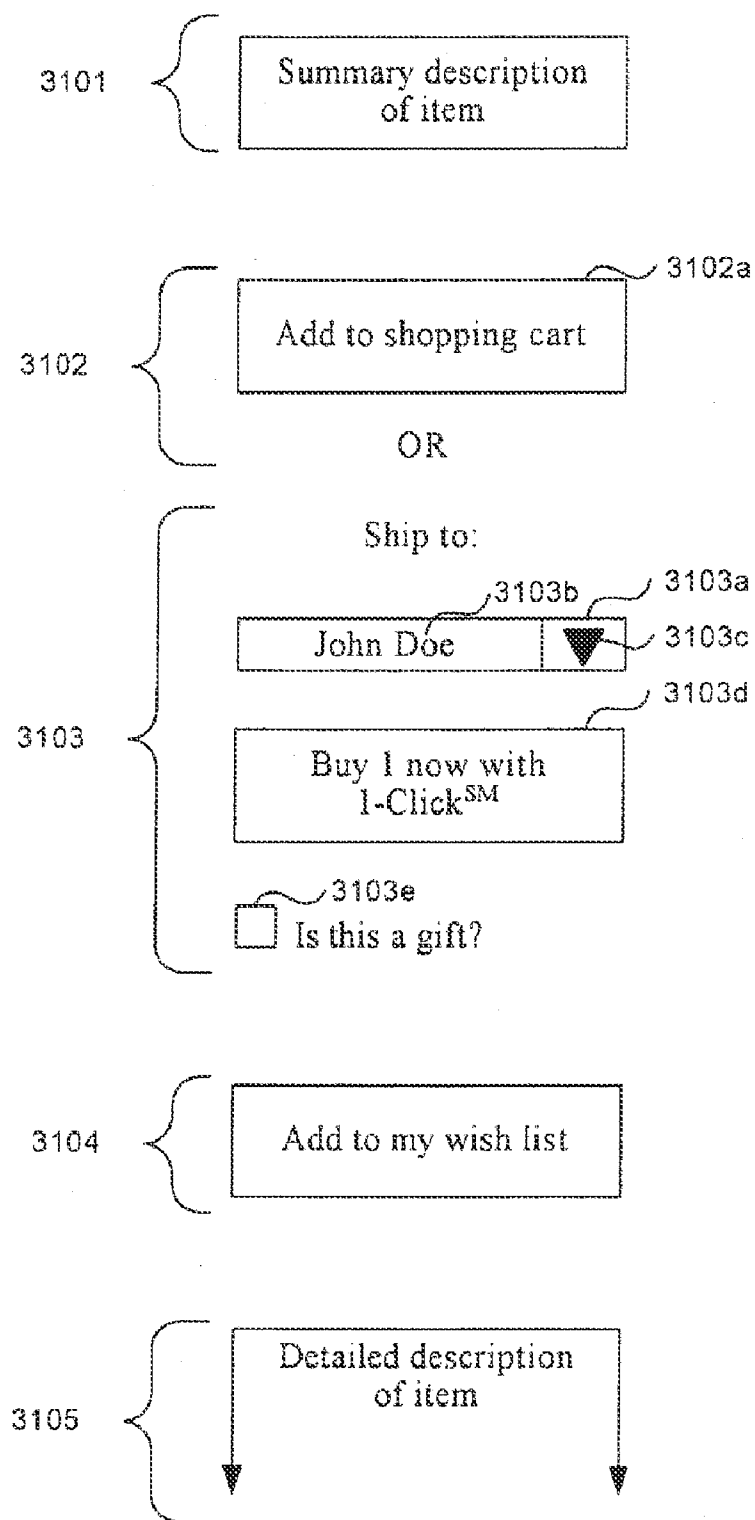 3101
Summary description
of item
3102a
3102
Add to shopping cart
OR
3103
Ship to:
3103b
3103a
John Doe
3103c
3103d
Buy 1 now with
1-Click℠
3103e
Is this a gift?
3104
Add to my wish list
3105
Detailed description
of item